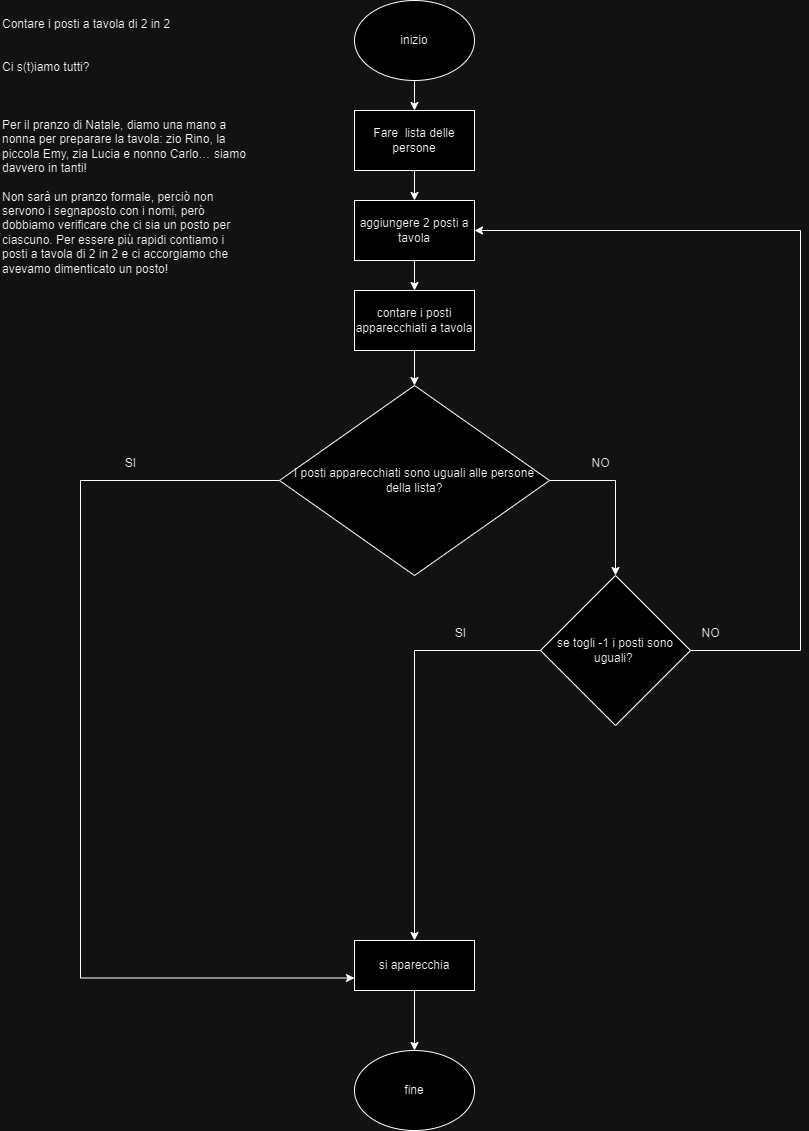 Contare i posti a tavola di 2 in 2
Ci s(t)iamo tutti?
Per il pranzo di Natale, diamo una mano a
nonna per preparare la tavola: zio Rino, la
piccola Emy, zia Lucia e nonno Carlo… siamo
davvero in tanti!
Non sarà un pranzo formale, perciò non
servono i segnaposto con i nomi, però
dobbiamo verificare che ci sia un posto per
ciascuno. Per essere più rapidi contiamo i
posti a tavola di 2 in 2 e ci accorgiamo che
avevamo dimenticato un posto!
inizio
Fare lista delle
persone
aggiungere 2 posti a
tavola
contare i posti
apparecchiati a tavola
SI
NO
I posti apparecchiati sono uguali alle persone
della lista?
SI
NO
se togli -1 i posti sono
uguali?
si aparecchia
fine